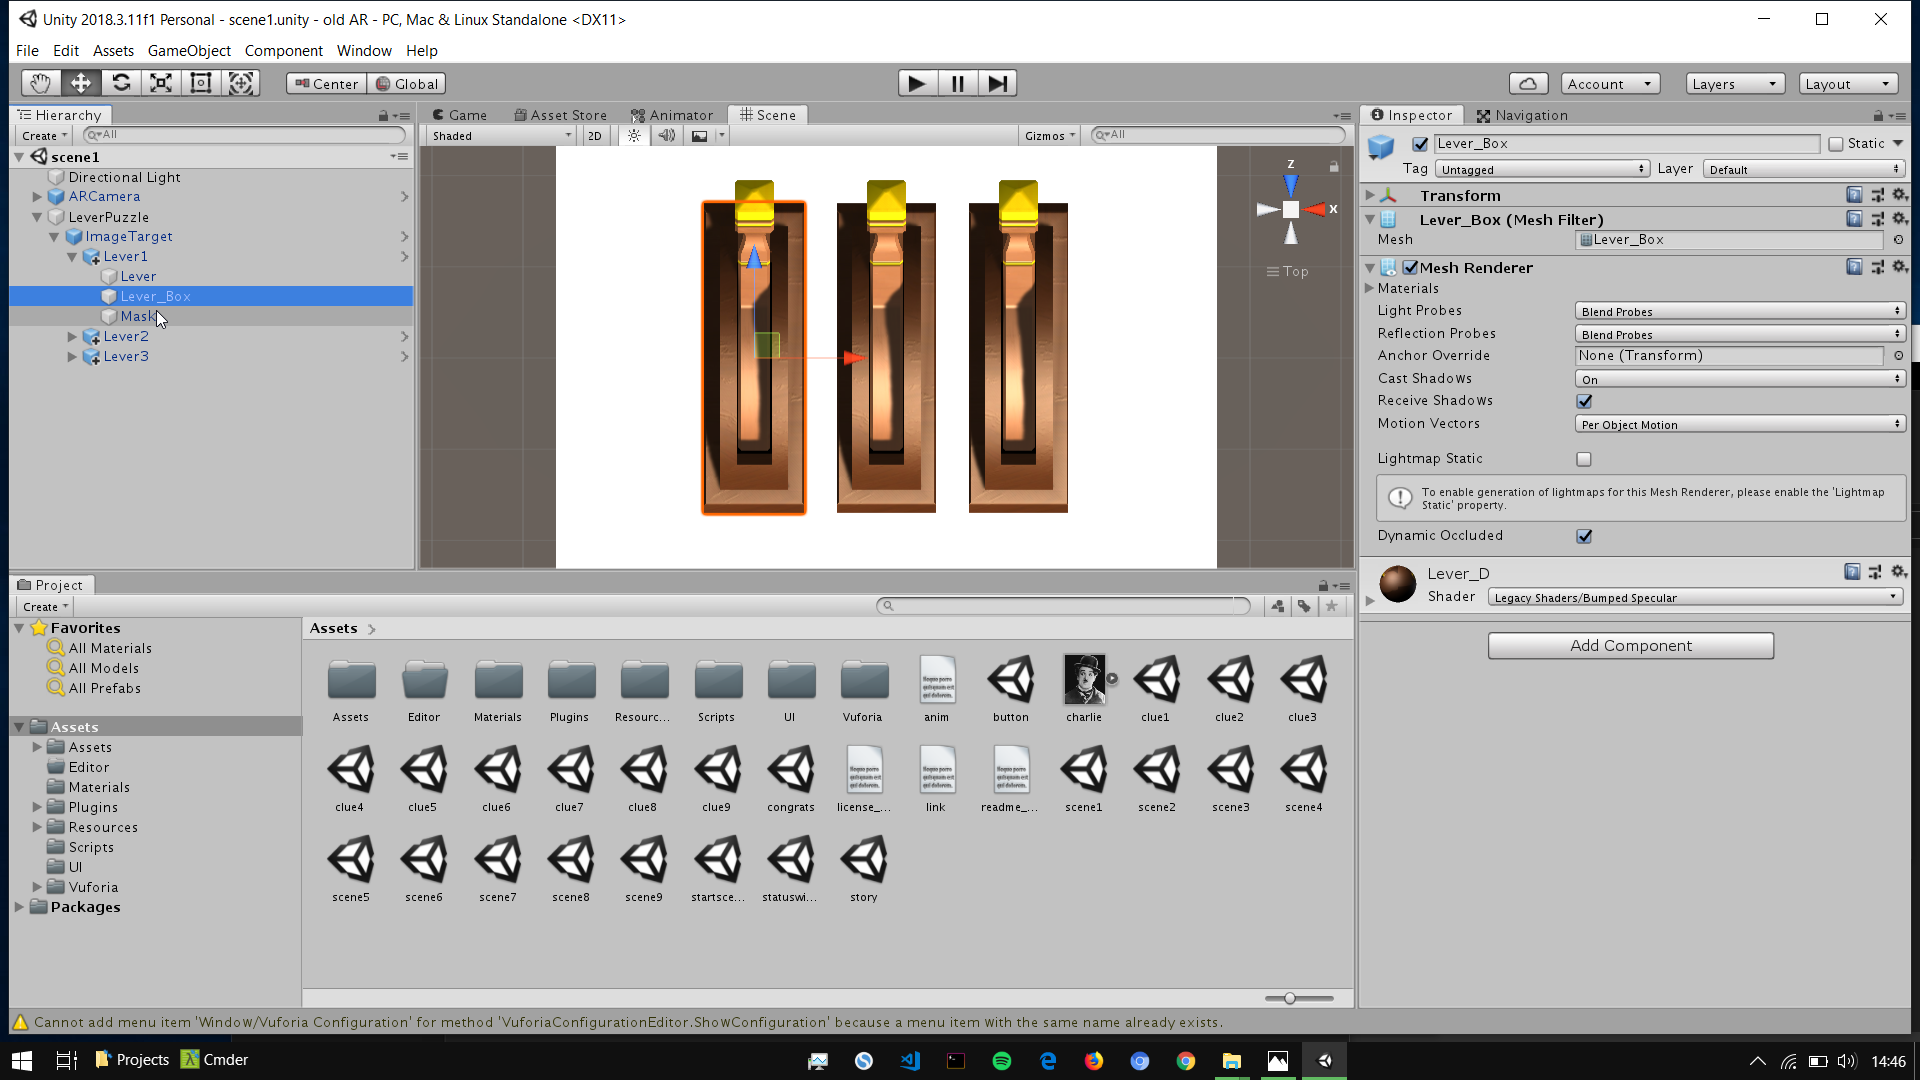 Unity 2018.3.11f1 Personal - scene1.unity - old AR - PC, Mac & Linux Standalone <DX11>
File Edit Assets GameObject Component Window Help
Center Global Account Layers Layout
Hierarchy Game Asset Store Animator Scene Inspector Navigation
Create All Shaded 2D Gizmos All
Lever_Box Static
scene1
Tag Untagged Layer Default
Directional Light
ARCamera
LeverPuzzle
ImageTarget
Lever1
Lever
Lever_Box
Mask
Lever2
Lever3
Z
X
Top
Transform
Lever_Box (Mesh Filter)
Mesh Lever_Box
Mesh Renderer
Materials
Light Probes Blend Probes
Reflection Probes Blend Probes
Anchor Override None (Transform)
Cast Shadows On
Receive Shadows
Motion Vectors Per Object Motion
Lightmap Static
To enable generation of lightmaps for this Mesh Renderer, please enable the 'Lightmap
Static' property.
Dynamic Occluded
Lever_D
Shader Legacy Shaders/Bumped Specular
Add Component
Project
Create
Favorites
All Materials
All Models
All Prefabs
Assets
Assets
Editor
Materials
Plugins
Resources
Scripts
UI
Vuforia
Packages
Assets
Assets Editor Materials Plugins Resourc... Scripts UI Vuforia anim button charlie clue1 clue2 clue3
clue4 clue5 clue6 clue7 clue8 clue9 congrats license_... link readme_... scene1 scene2 scene3 scene4
scene5 scene6 scene7 scene8 scene9 startsce... statuswi... story
Cannot add menu item 'Window/Vuforia Configuration' for method 'VuforiaConfigurationEditor.ShowConfiguration' because a menu item with the same name already exists.
Projects Cmder 14:46